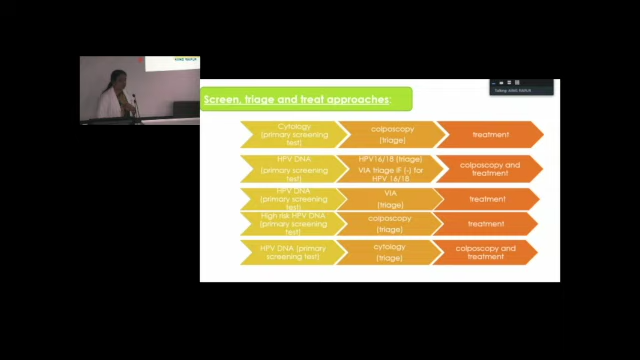 Screen, triage and treat approaches:
Cytology
(primary screening
test)
colposcopy
(triage)
treatment
HPV DNA
(primary screening
test)
HPV16/18 (triage)
VIA triage IF (-) for
HPV 16/18
colposcopy and
treatment
HPV DNA
(primary screening
test)
VIA
(triage)
treatment
High risk HPV DNA
(primary screening
test)
colposcopy
(triage)
treatment
HPV DNA (primary
screening test)
cytology
(triage)
colposcopy and
treatment